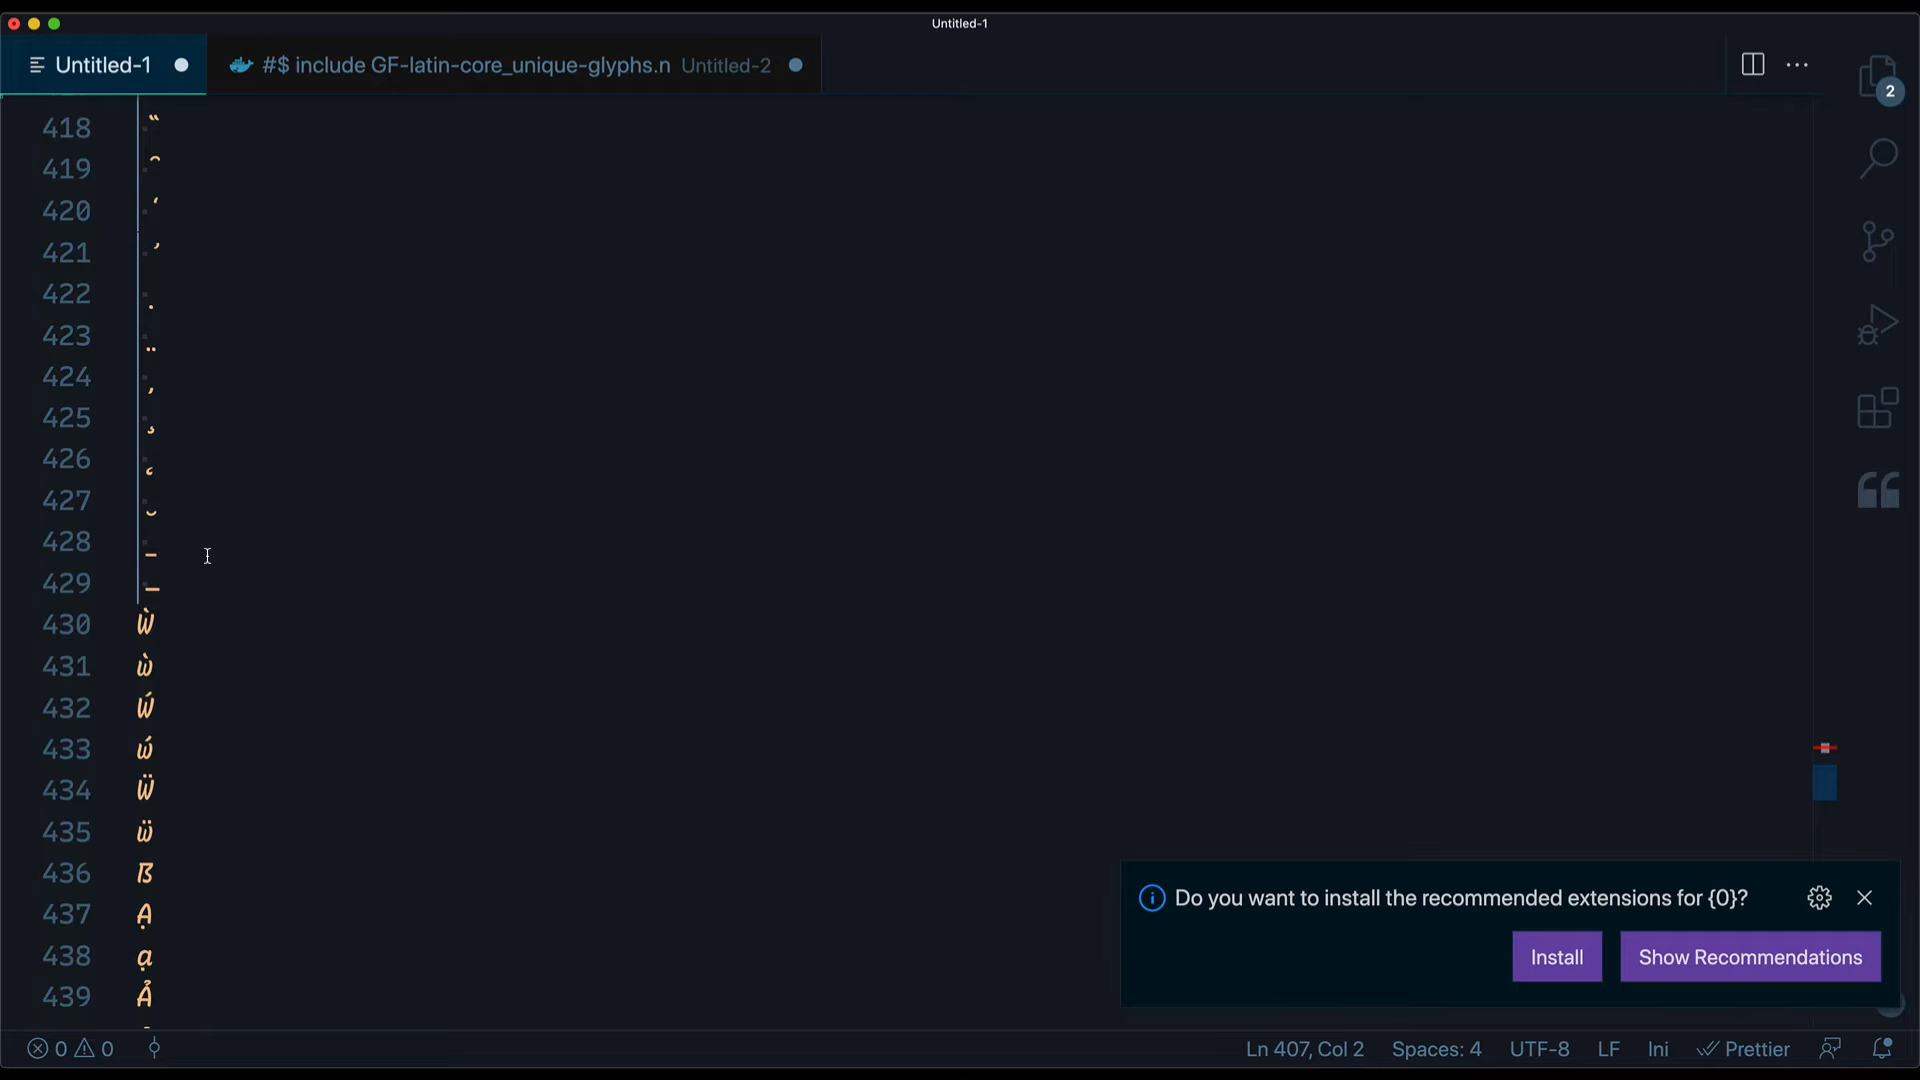 Untitled-1
Untitled-1
#$ include GF-latin-core_unique-glyphs.n Untitled-2
2
418 ̏
419 ̑
420 ̒
421
422 ̣
423 ̤
424 ̦
425 ̧
426
427 ̮
428 ̱
429
430 Ẁ
431 ẁ
432 Ẃ
433 ẃ
434 Ẅ
435 ẅ
436 ẞ
437 Ạ
438 ạ
439 Ả
Do you want to install the recommended extensions for {0}?
Install
Show Recommendations
0 0
Ln 407, Col 2
Spaces: 4
UTF-8
LF
Ini
Prettier